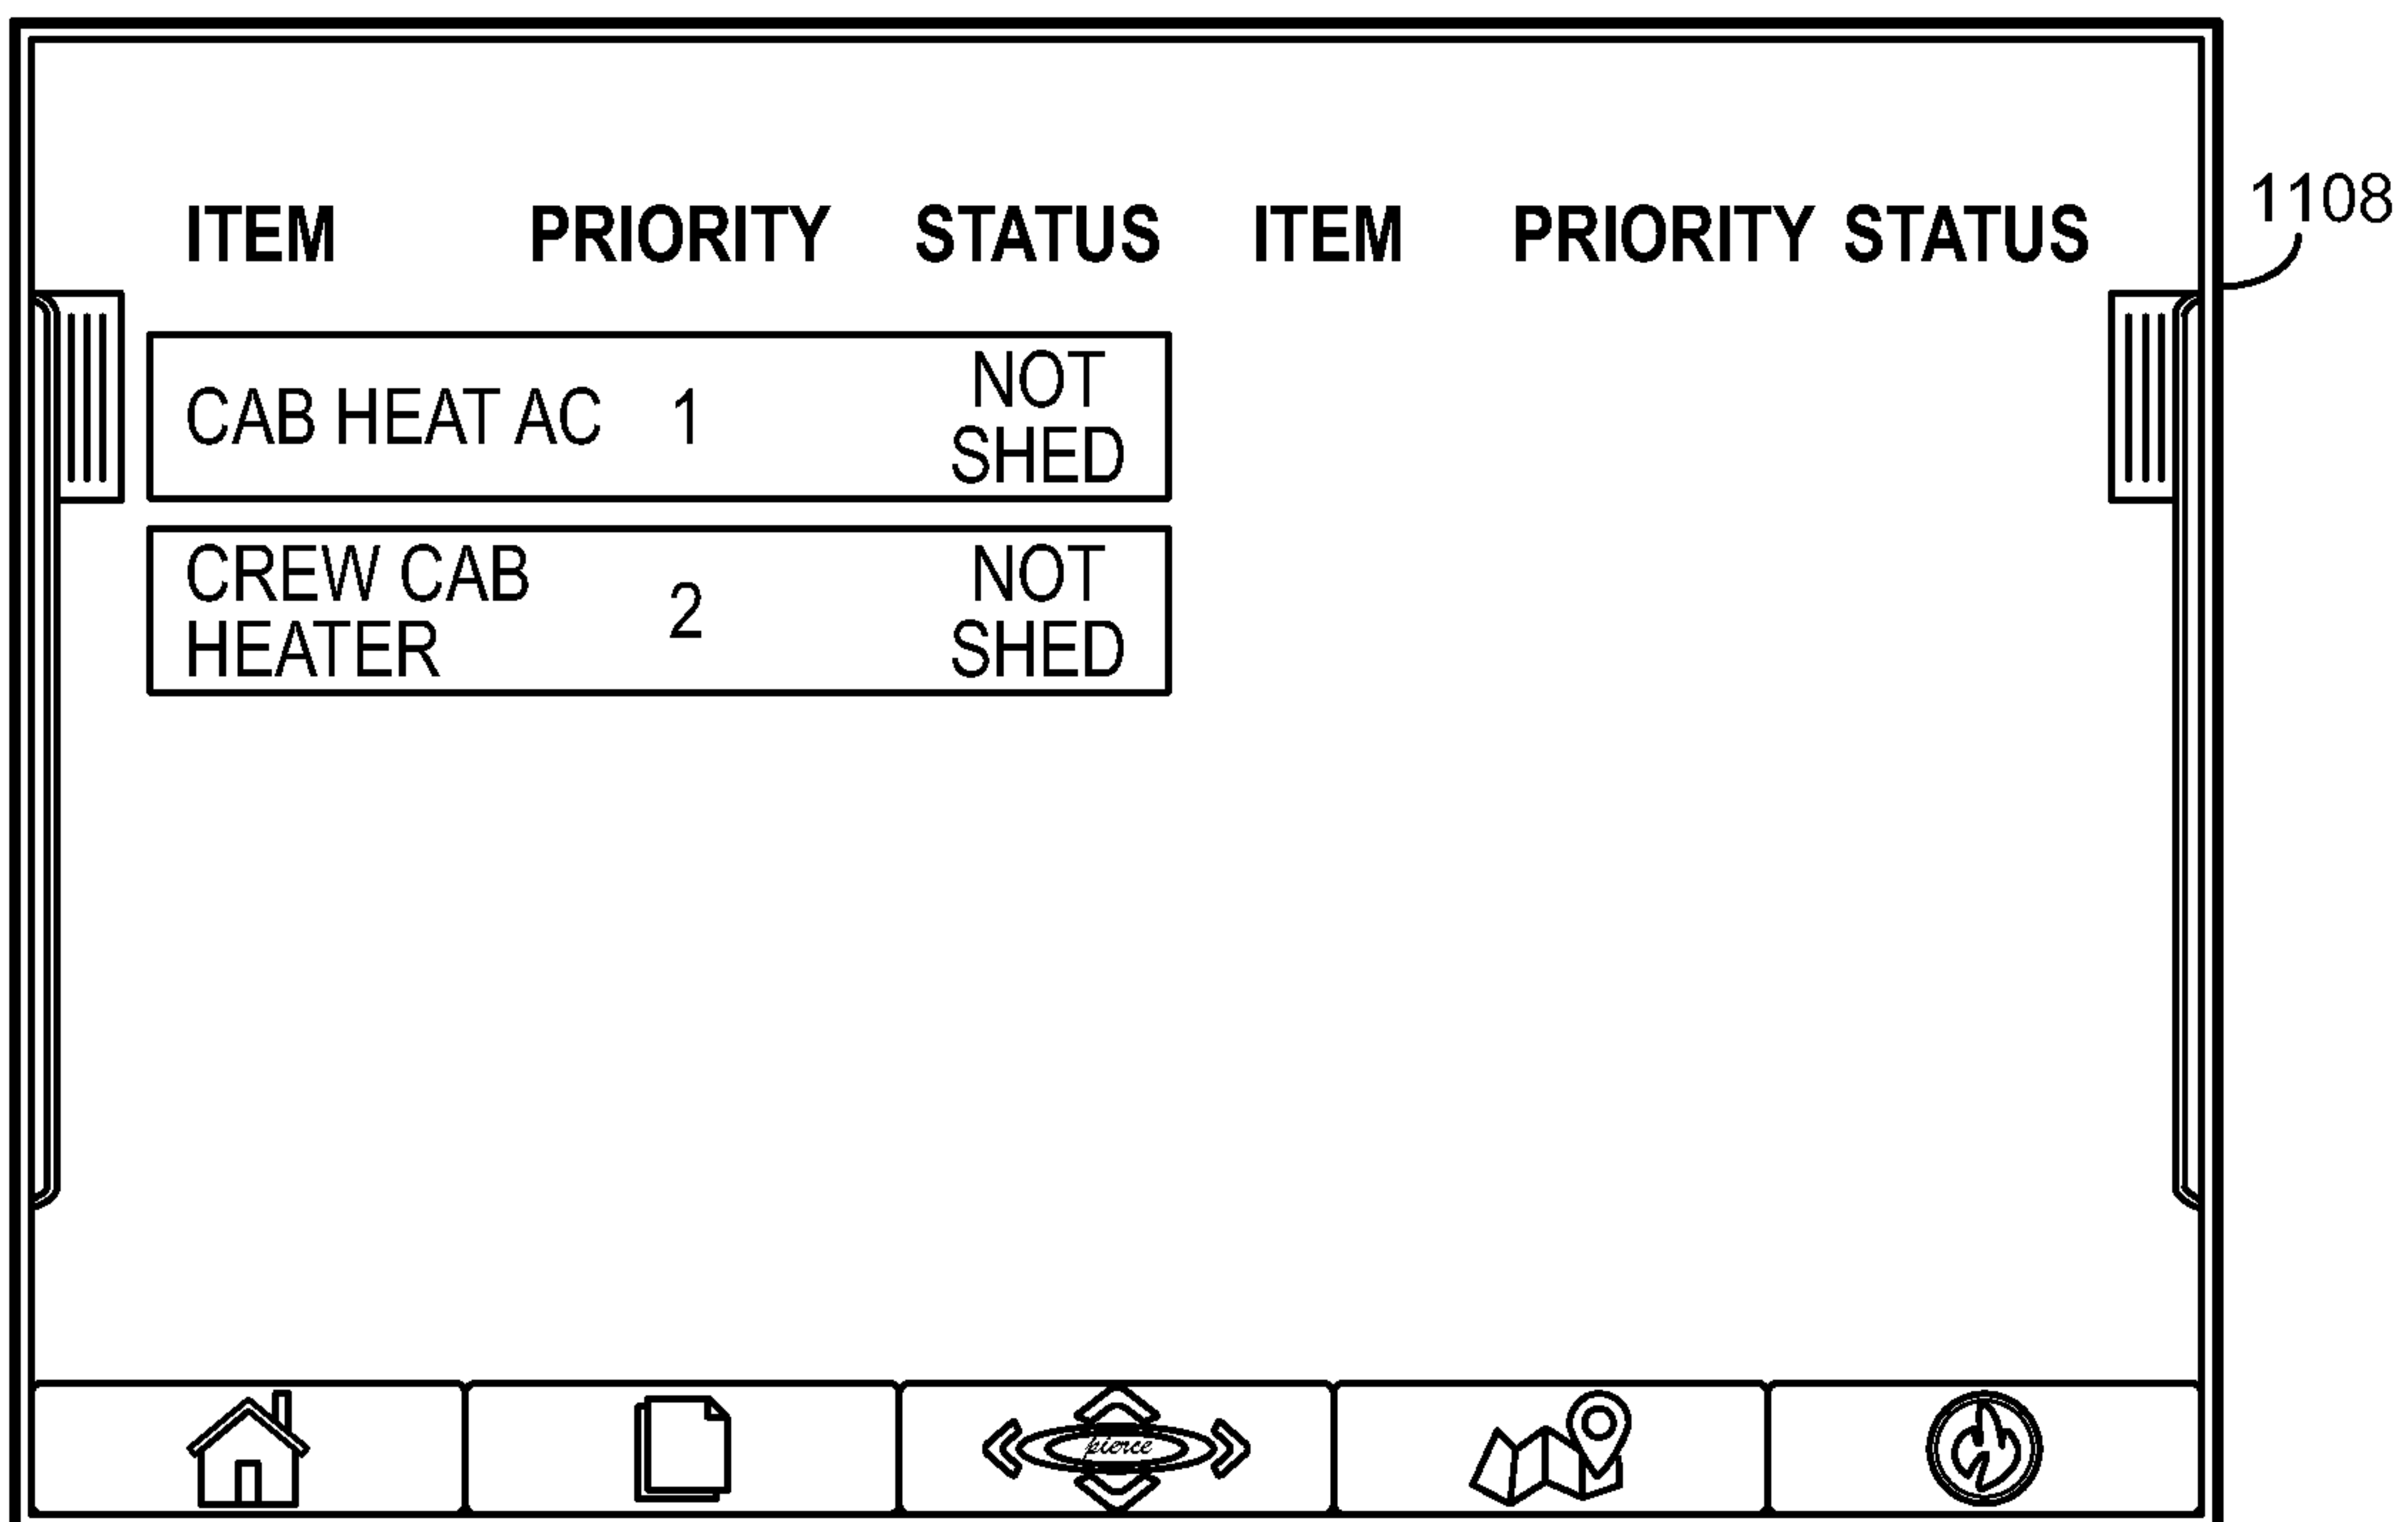 1108
ITEM PRIORITY STATUS ITEM PRIORITY STATUS
CAB HEAT AC 1 NOT SHED
CREW CAB HEATER 2 NOT SHED
pierce